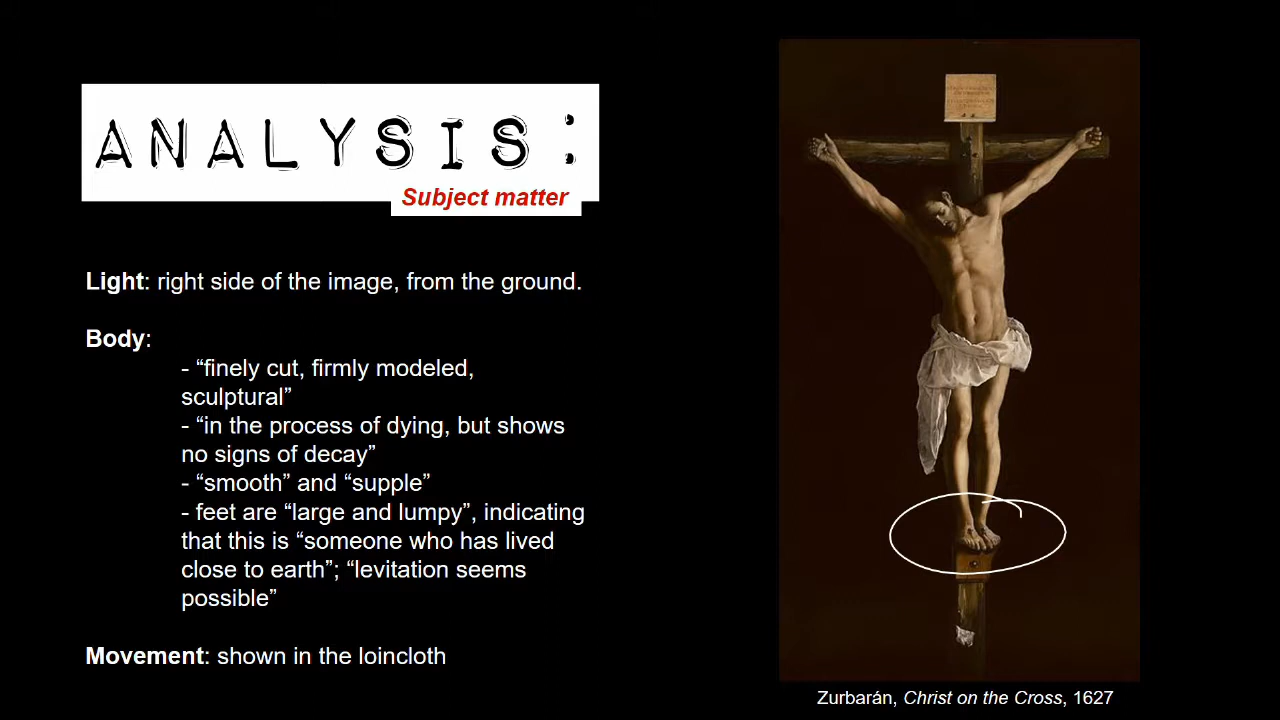 ANALYSIS:
Subject matter
Light: right side of the image, from the ground.
Body:
- “finely cut, firmly modeled,
sculptural”
- “in the process of dying, but shows
no signs of decay”
- “smooth” and “supple”
- feet are “large and lumpy”, indicating
that this is “someone who has lived
close to earth”; “levitation seems
possible”
Movement: shown in the loincloth
Zurbarán, Christ on the Cross, 1627